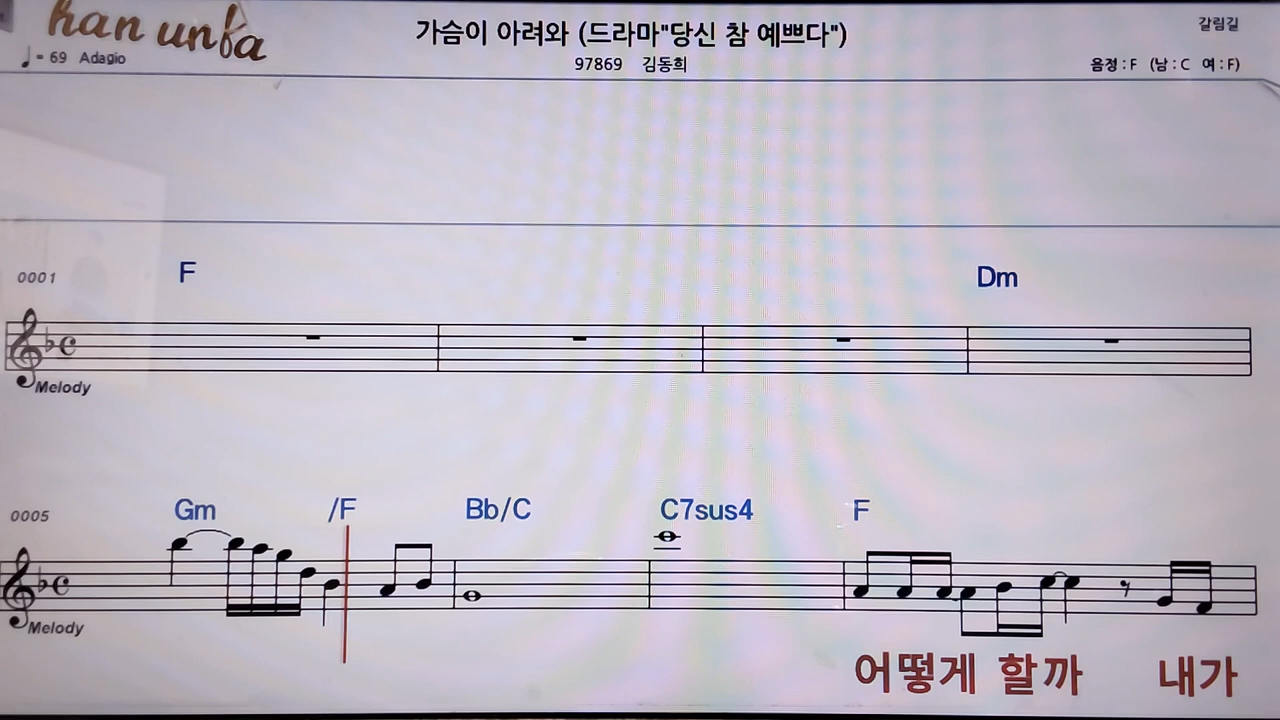 han unfa
가슴이 아려와 (드라마"당신 참 예쁘다")
갈림길
♩= 69 Adagio
97869 김동희
음정 : F (남 : C 여 : F)
0001 F Dm
Melody
0005 Gm /F Bb/C C7sus4 F
Melody
어떻게 할까 내가